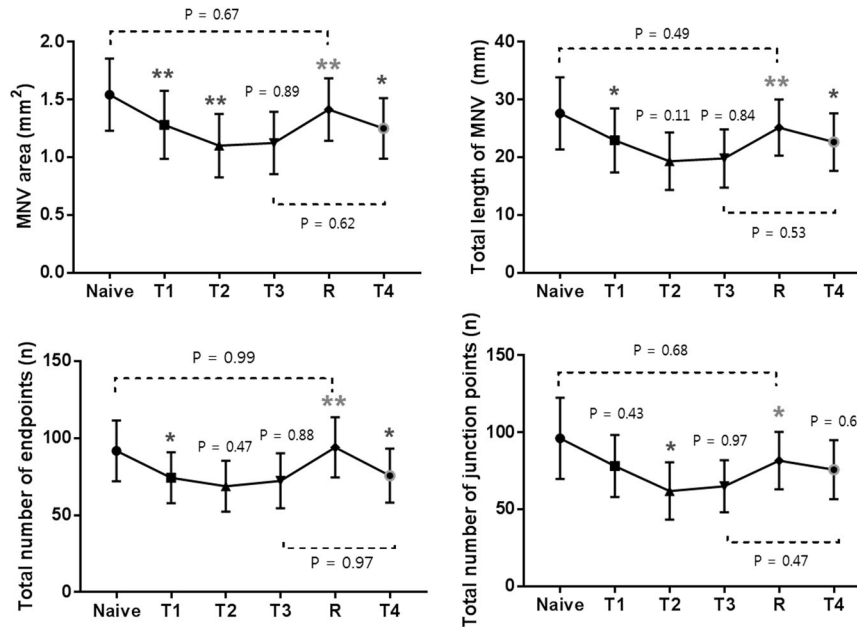 P = 0.67
2.0
**
**
P = 0.89
**
*
1.5
1.0
0.5
0.0
MNV area (mm²)
P = 0.62
Naive T1 T2 T3 R T4
P = 0.49
40
*
P = 0.11
P = 0.84
**
*
30
20
10
0
Total length of MNV (mm)
P = 0.53
Naive T1 T2 T3 R T4
P = 0.99
150
*
P = 0.47
P = 0.88
**
*
100
50
0
Total number of endpoints (n)
P = 0.97
Naive T1 T2 T3 R T4
P = 0.68
150
P = 0.43
*
P = 0.97
*
P = 0.6
100
50
0
Total number of junction points (n)
P = 0.47
Naive T1 T2 T3 R T4